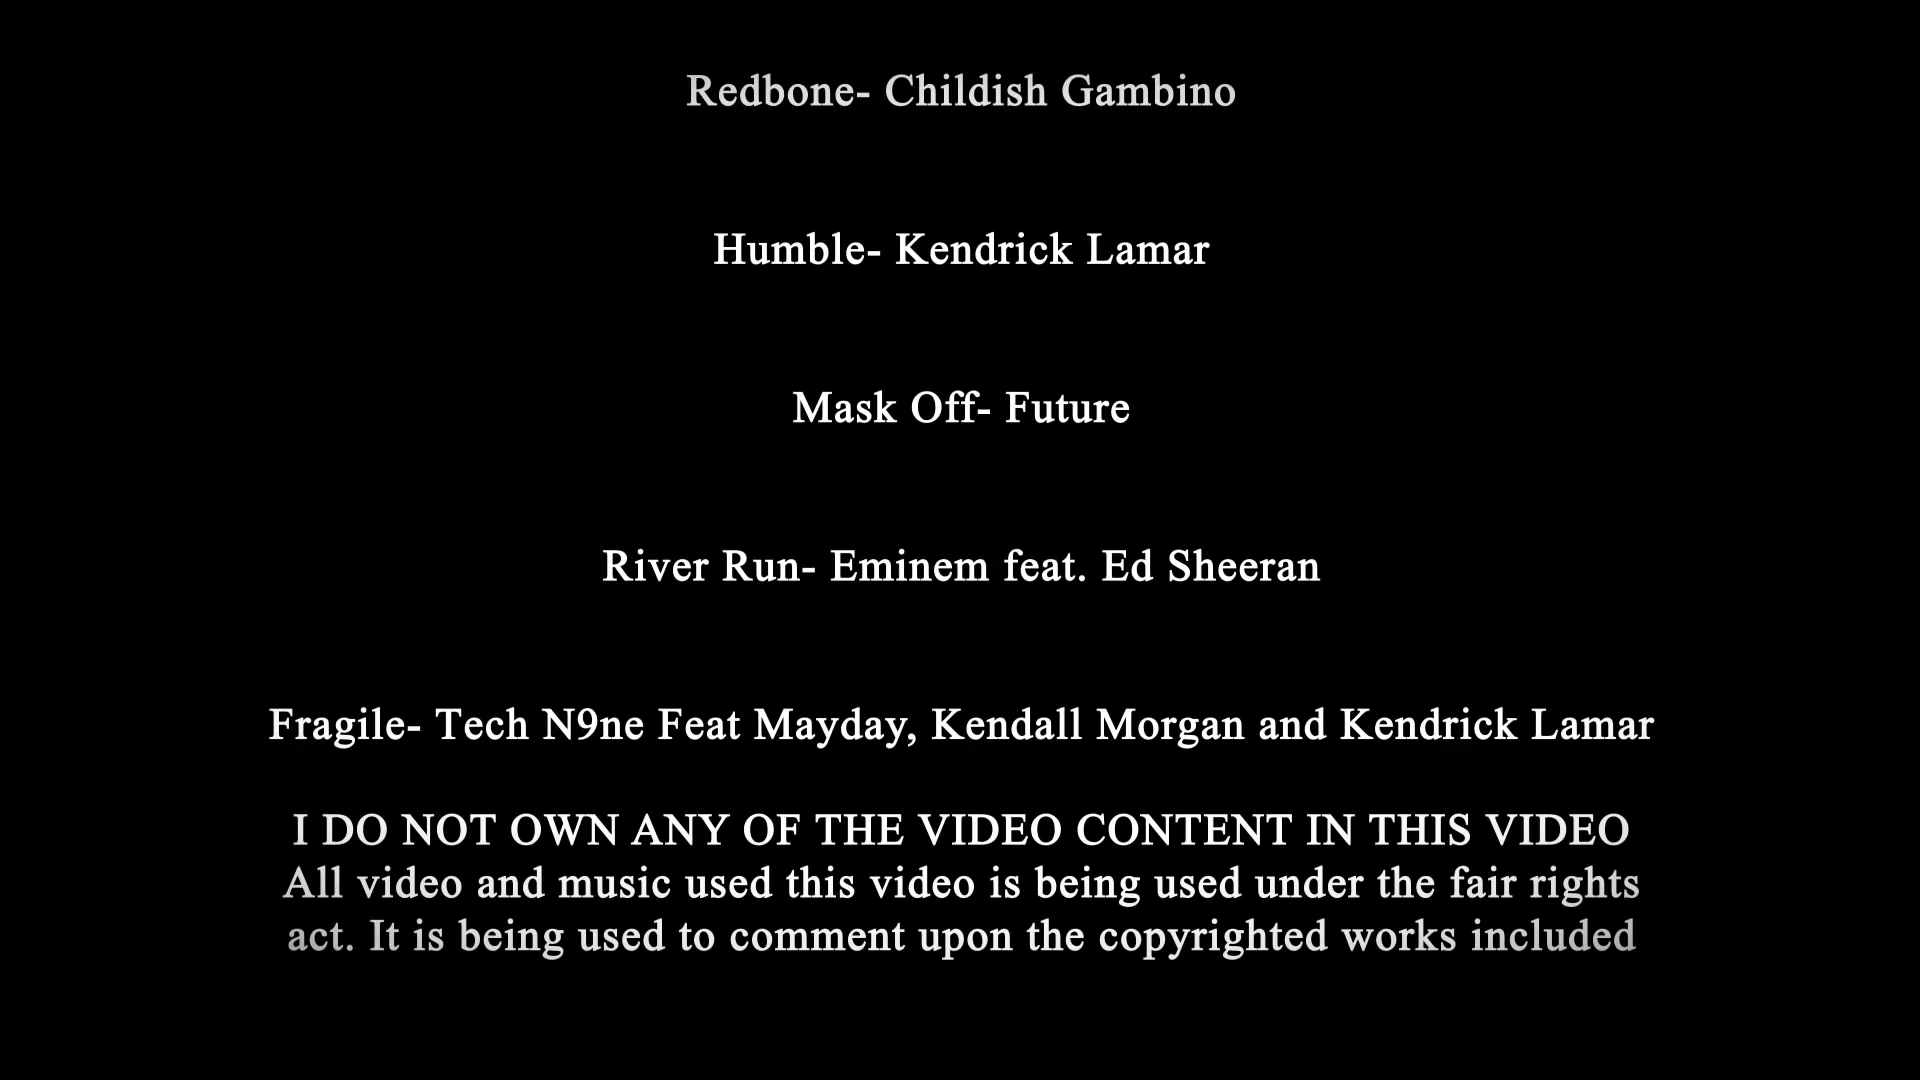 Redbone- Childish Gambino
Humble- Kendrick Lamar
Mask Off- Future
River Run- Eminem feat. Ed Sheeran
Fragile- Tech N9ne Feat Mayday, Kendall Morgan and Kendrick Lamar
I DO NOT OWN ANY OF THE VIDEO CONTENT IN THIS VIDEO
All video and music used this video is being used under the fair rights
act. It is being used to comment upon the copyrighted works included